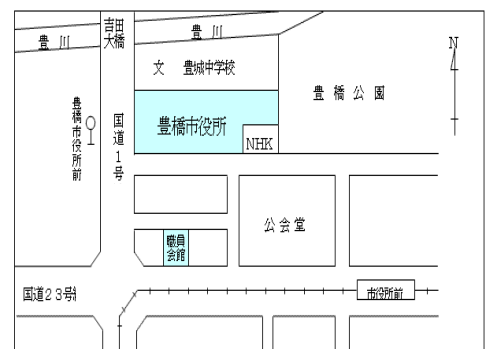 吉田
大橋
豊川
豊川
N
文 豊城中学校
豊橋公園
豊橋市役所前
国道1号
豊橋市役所
NHK
公会堂
職員
会館
国道23号
市役所前